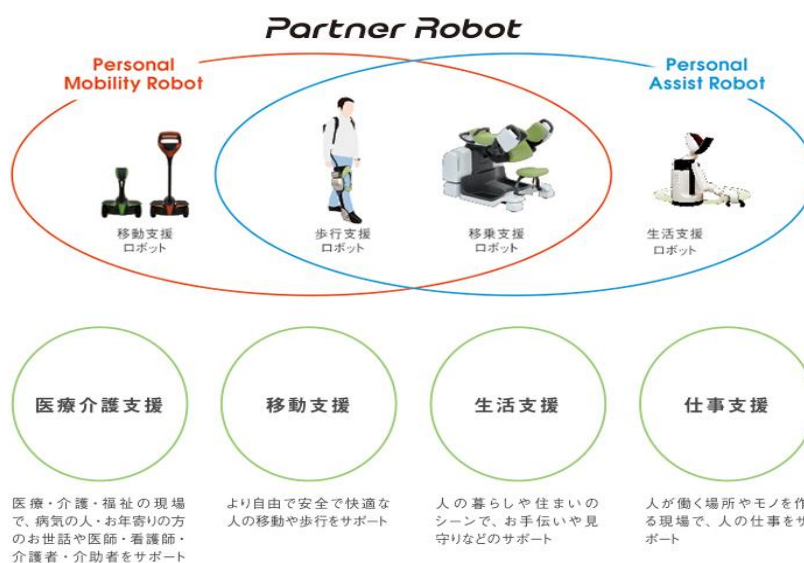 Partner Robot
Personal
Mobility Robot
Personal
Assist Robot
移動支援
ロボット
歩行支援
ロボット
移乗支援
ロボット
生活支援
ロボット
医療介護支援
移動支援
生活支援
仕事支援
医療・介護・福祉の現場
で、病気の人・お年寄りの方
のお世話や医師・看護師・
介護者・介助者をサポート
より自由で安全で快適な
人の移動や歩行をサポート
人の暮らしや住まいの
シーンで、お手伝いや見
守りなどのサポート
人が働く場所やモノを作
る現場で、人の仕事をサ
ポート